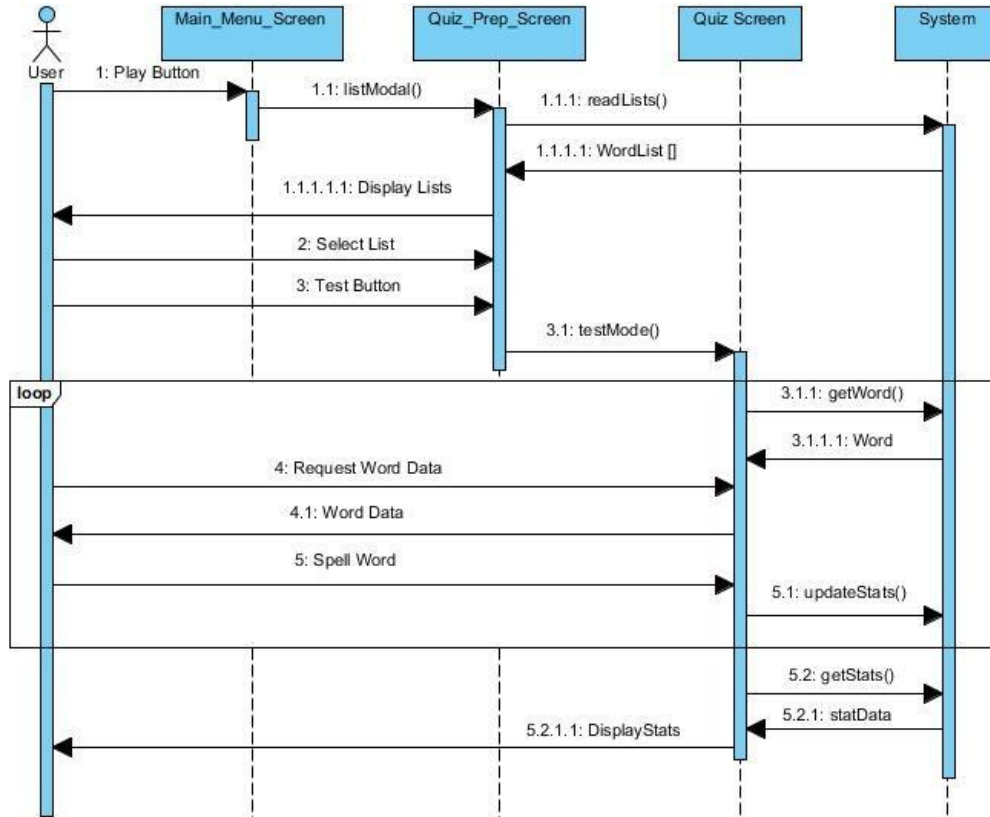 Main_Menu_Screen
Quiz_Prep_Screen
Quiz Screen
System
User
1: Play Button
1.1: listModal()
1.1.1: readLists()
1.1.1.1: WordList []
1.1.1.1.1: Display Lists
2: Select List
3: Test Button
3.1: testMode()
loop
3.1.1: getWord()
3.1.1.1: Word
4: Request Word Data
4.1: Word Data
5: Spell Word
5.1: updateStats()
5.2: getStats()
5.2.1: statData
5.2.1.1: DisplayStats